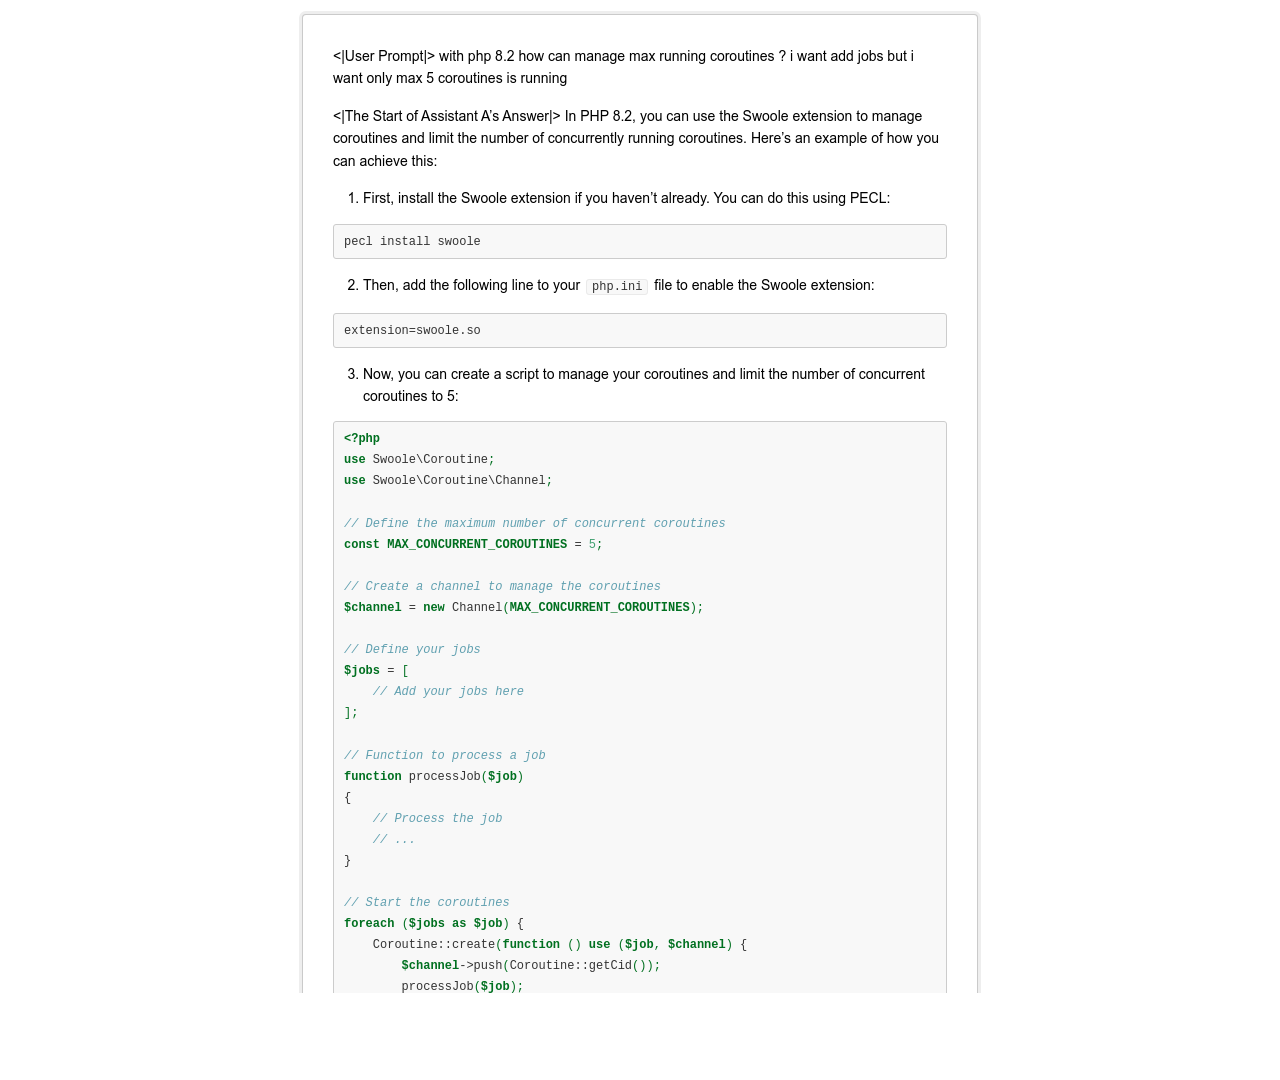 <|User Prompt|> with php 8.2 how can manage max running coroutines ? i want add jobs but i
want only max 5 coroutines is running
<|The Start of Assistant A’s Answer|> In PHP 8.2, you can use the Swoole extension to manage
coroutines and limit the number of concurrently running coroutines. Here’s an example of how you
can achieve this:
1. First, install the Swoole extension if you haven’t already. You can do this using PECL:
pecl install swoole
2. Then, add the following line to your php.ini file to enable the Swoole extension:
extension=swoole.so
3. Now, you can create a script to manage your coroutines and limit the number of concurrent
coroutines to 5:
<?php
use Swoole\Coroutine;
use Swoole\Coroutine\Channel;
// Define the maximum number of concurrent coroutines
const MAX_CONCURRENT_COROUTINES = 5;
// Create a channel to manage the coroutines
$channel = new Channel(MAX_CONCURRENT_COROUTINES);
// Define your jobs
$jobs = [
    // Add your jobs here
];
// Function to process a job
function processJob($job)
{
    // Process the job
    // ...
}
// Start the coroutines
foreach ($jobs as $job) {
    Coroutine::create(function () use ($job, $channel) {
        $channel->push(Coroutine::getCid());
        processJob($job);